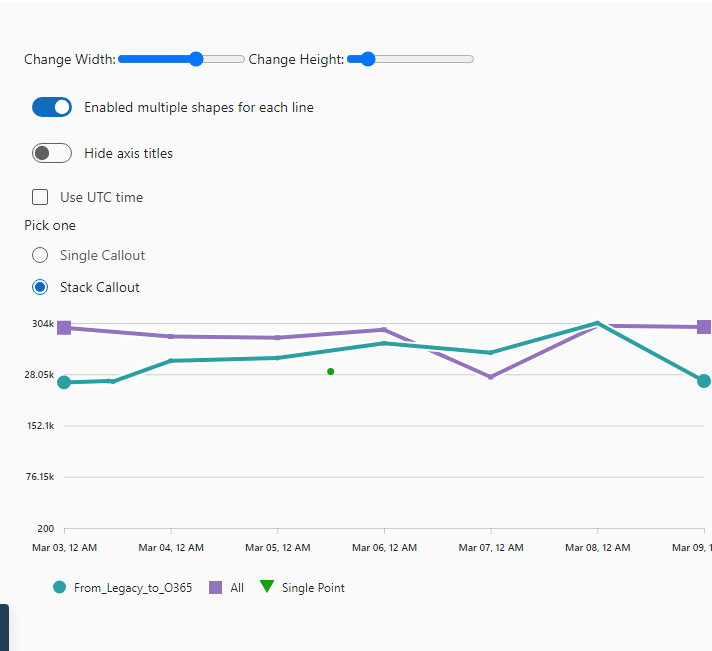 Change Width: Change Height:
Enabled multiple shapes for each line
Hide axis titles
Use UTC time
Pick one
Single Callout
Stack Callout
304k
28.05k
152.1k
76.15k
200
Mar 03, 12 AM Mar 04, 12 AM Mar 05, 12 AM Mar 06, 12 AM Mar 07, 12 AM Mar 08, 12 AM Mar 09, 1
From_Legacy_to_O365 All Single Point